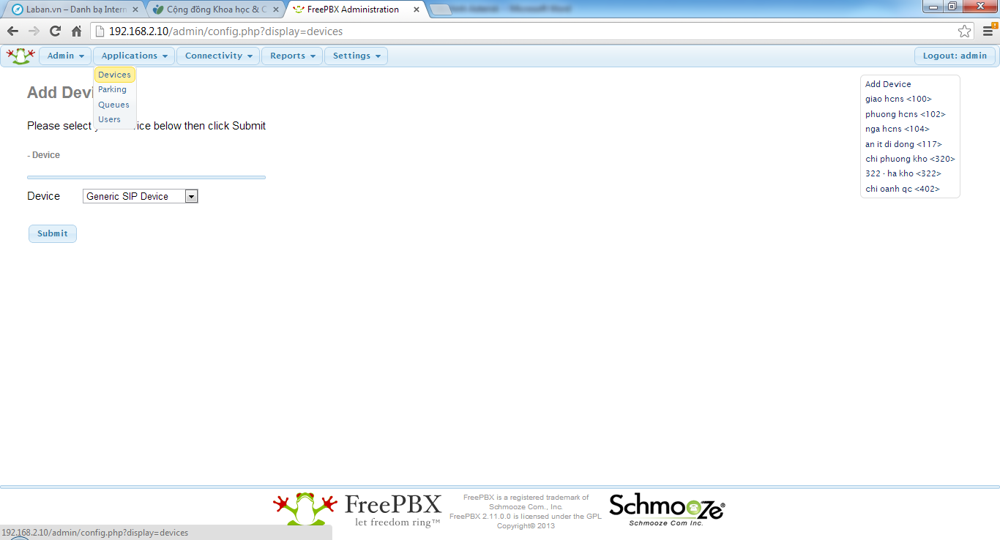 Laban.vn – Danh bạ Intern
Cộng đồng Khoa học & C
FreePBX Administration
Microsoft Word
192.168.2.10/admin/config.php?display=devices
Admin
Applications
Connectivity
Reports
Settings
Logout: admin
Devices
Parking
Queues
Users
Add Devi
Please select y ice below then click Submit
- Device
Device
Generic SIP Device
Submit
Add Device
giao hcns <100>
phuong hcns <102>
nga hcns <104>
an it di dong <117>
chi phuong kho <320>
322 - ha kho <322>
chi oanh qc <402>
FreePBX
let freedom ring™
FreePBX is a registered trademark of
Schmooze Com., Inc.
FreePBX 2.11.0.0 is licensed under the GPL
Copyright© 2013
Schmooze®
Schmooze Com Inc.
192.168.2.10/admin/config.php?display=devices